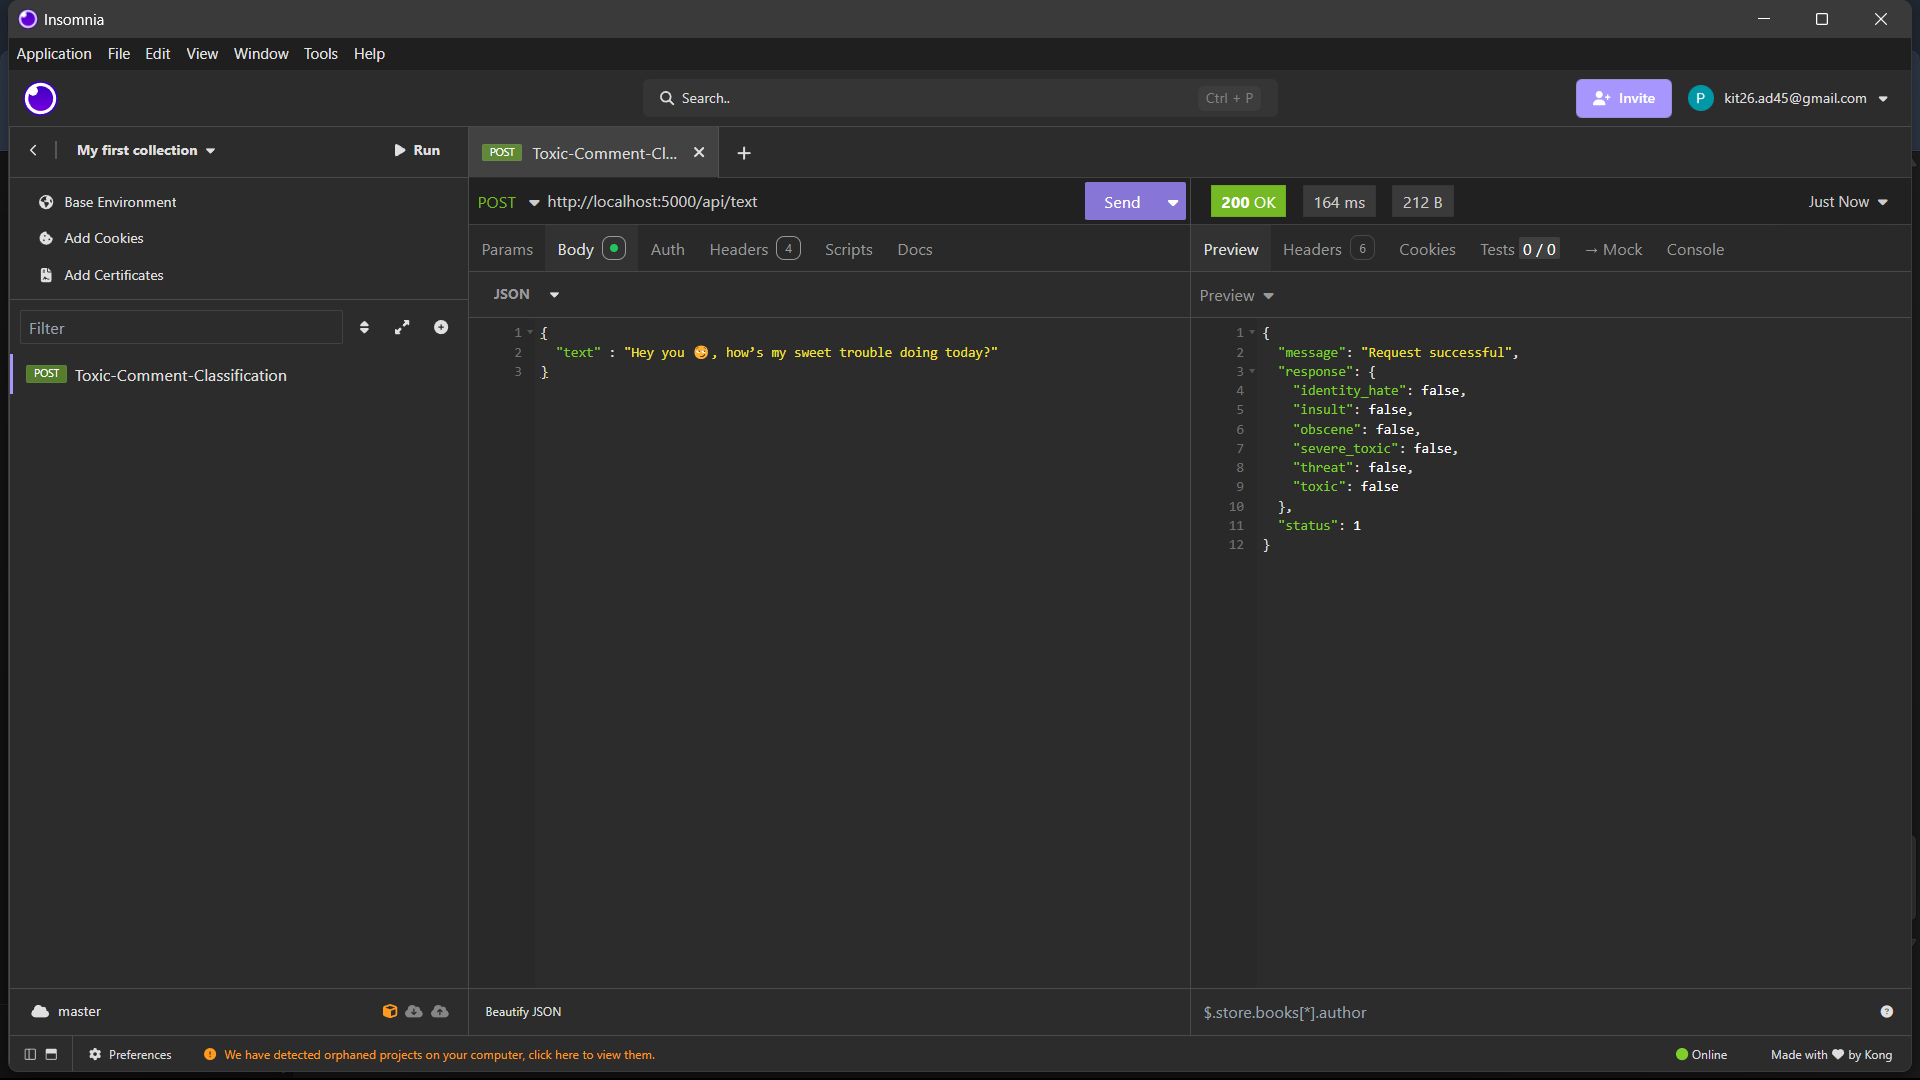 Insomnia
Application File Edit View Window Tools Help
Search.. Ctrl + P
Invite
P kit26.ad45@gmail.com
My first collection
Run
POST Toxic-Comment-Cl...
Base Environment
Add Cookies
Add Certificates
Filter
POST Toxic-Comment-Classification
POST http://localhost:5000/api/text
Send
200 OK 164 ms 212 B
Just Now
Params Body Auth Headers 4 Scripts Docs
Preview Headers 6 Cookies Tests 0 / 0 → Mock Console
JSON
Preview
1 {
2 "text" : "Hey you 😳, how’s my sweet trouble doing today?"
3 }
1 {
2 "message": "Request successful",
3 "response": {
4 "identity_hate": false,
5 "insult": false,
6 "obscene": false,
7 "severe_toxic": false,
8 "threat": false,
9 "toxic": false
10 },
11 "status": 1
12 }
master
Beautify JSON
$.store.books[*].author
Preferences
We have detected orphaned projects on your computer, click here to view them.
Online
Made with ❤ by Kong